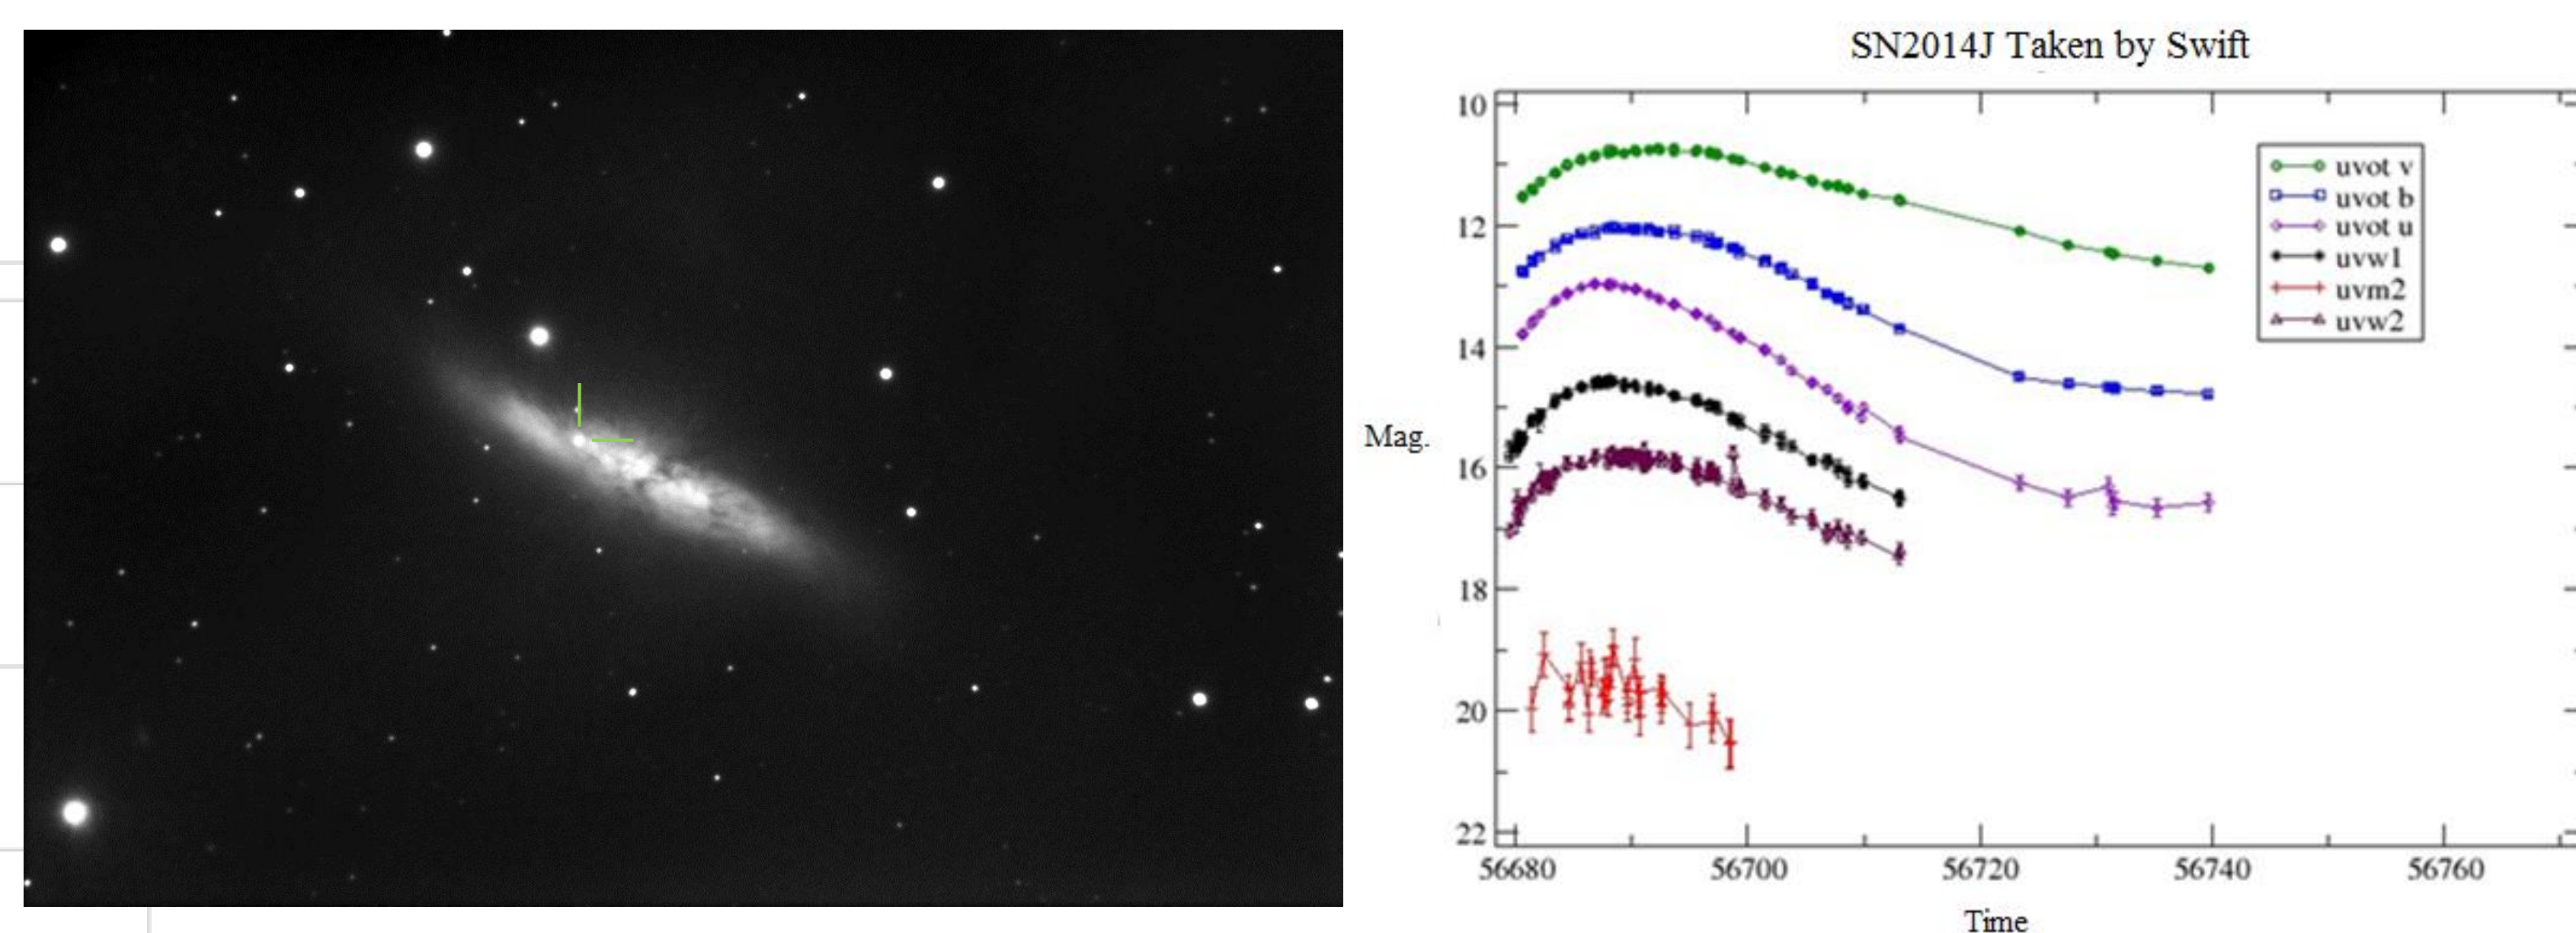 SN2014J Taken by Swift
10
12
14
16
18
20
22
Mag.
uvot v
uvot b
uvot u
uvw1
uvm2
uvw2
56680
56700
56720
56740
56760
Time